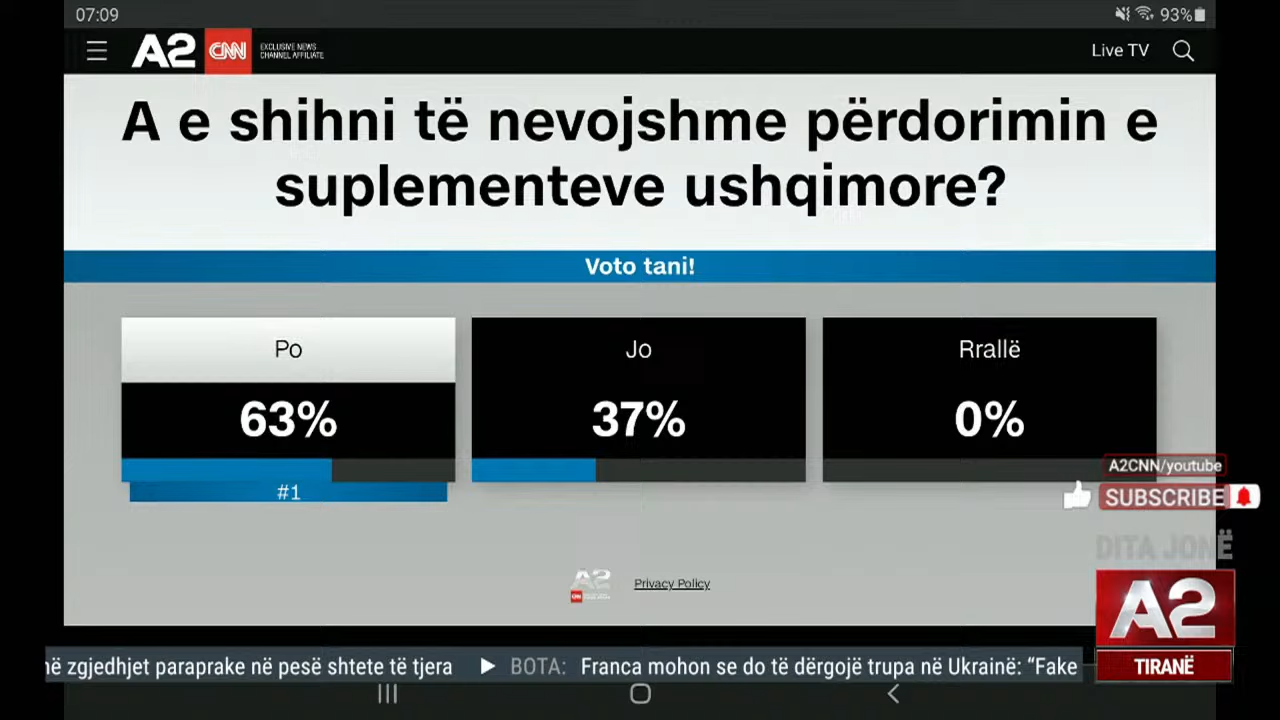 07:09
93%
A2 CNN EXCLUSIVE NEWS
CHANNEL AFFILIATE
Live TV
A e shihni të nevojshme përdorimin e
suplementeve ushqimore?
Voto tani!
Po
63%
#1
Jo
37%
Rrallë
0%
A2CNN/youtube
SUBSCRIBE
DITA JONË
A2
CNN
Privacy Policy
A2
TIRANË
në zgjedhjet paraprake në pesë shtete të tjera
BOTA: Franca mohon se do të dërgojë trupa në Ukrainë: “Fake